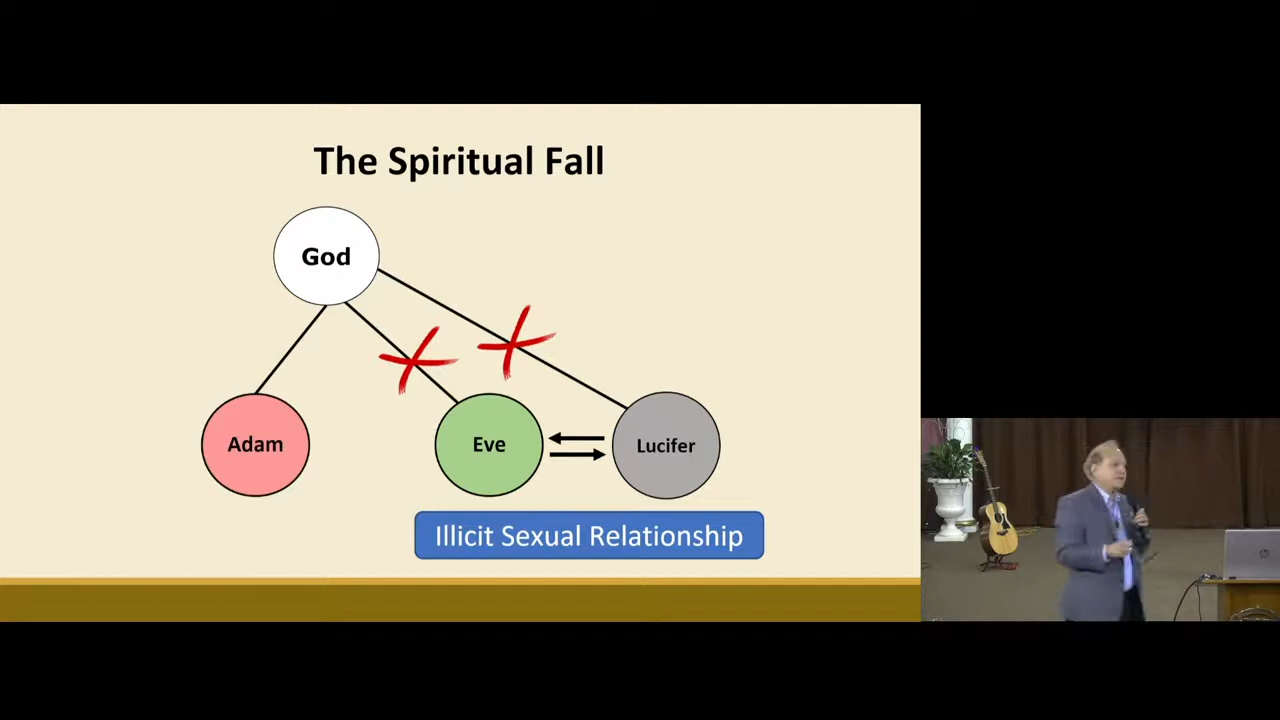 The Spiritual Fall
God
Adam
Eve
Lucifer
Illicit Sexual Relationship